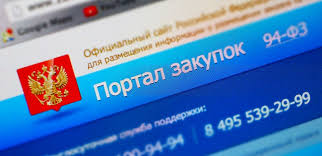 Google Maps
Официальный сайт Российской Федерации
для размещения информации о размещении заказов
Портал закупок 94-ФЗ
служба поддержки:
8 495 539-29-99